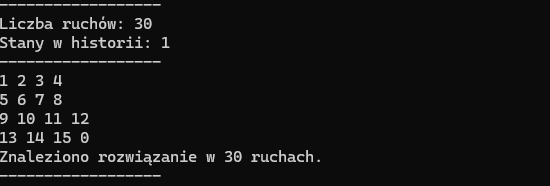 ------------------
Liczba ruchów: 30
Stany w historii: 1
------------------
1 2 3 4
5 6 7 8
9 10 11 12
13 14 15 0
Znaleziono rozwiązanie w 30 ruchach.
------------------